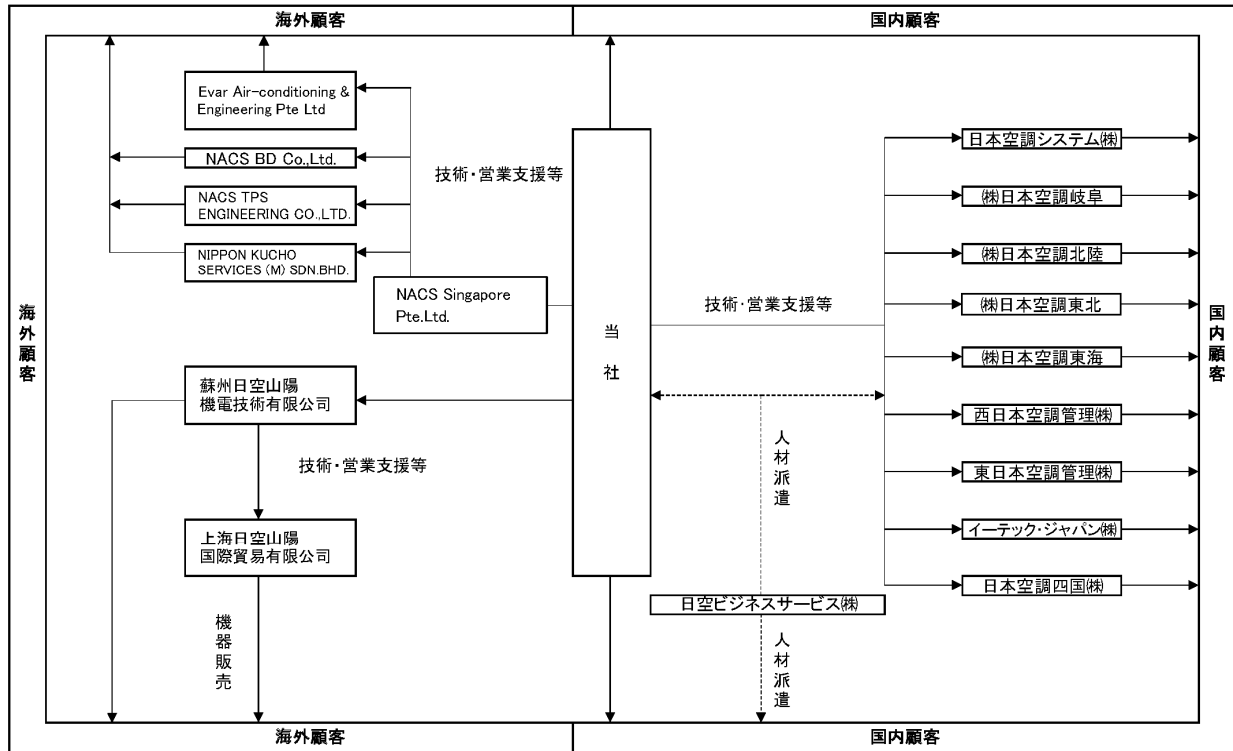 海外顧客
国内顧客
Evar Air-conditioning &
Engineering Pte Ltd
NACS BD Co.,Ltd.
NACS TPS
ENGINEERING CO.,LTD.
NIPPON KUCHO
SERVICES (M) SDN.BHD.
技術・営業支援等
NACS Singapore
Pte.Ltd.
海外顧客
蘇州日空山陽
機電技術有限公司
技術・営業支援等
上海日空山陽
国際貿易有限公司
機器販売
当社
技術・営業支援等
人材派遣
日空ビジネスサービス㈱
人材派遣
日本空調システム㈱
㈱日本空調岐阜
㈱日本空調北陸
㈱日本空調東北
㈱日本空調東海
西日本空調管理㈱
東日本空調管理㈱
イーテック・ジャパン㈱
日本空調四国㈱
国内顧客
海外顧客
国内顧客